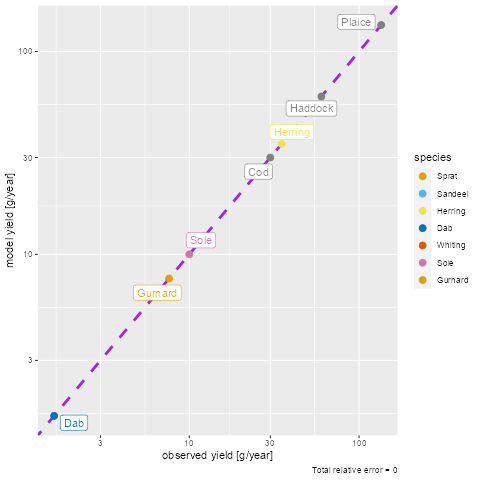 Plaice
Haddock
Herring
Cod
Sole
Gurnard
Dab
100
30
10
3
3
10
30
100
model yield [g/year]
observed yield [g/year]
species
Sprat
Sandeel
Herring
Dab
Whiting
Sole
Gurnard
Total relative error = 0